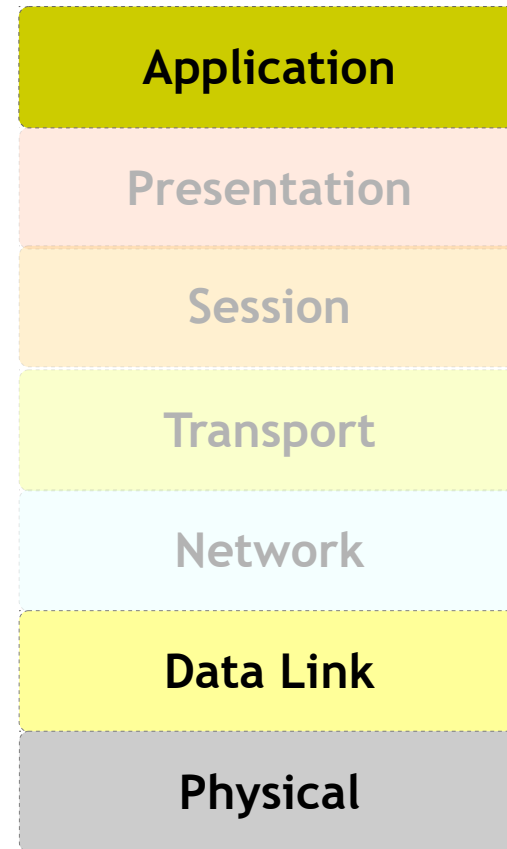 Application
Presentation
Session
Transport
Network
Data Link
Physical